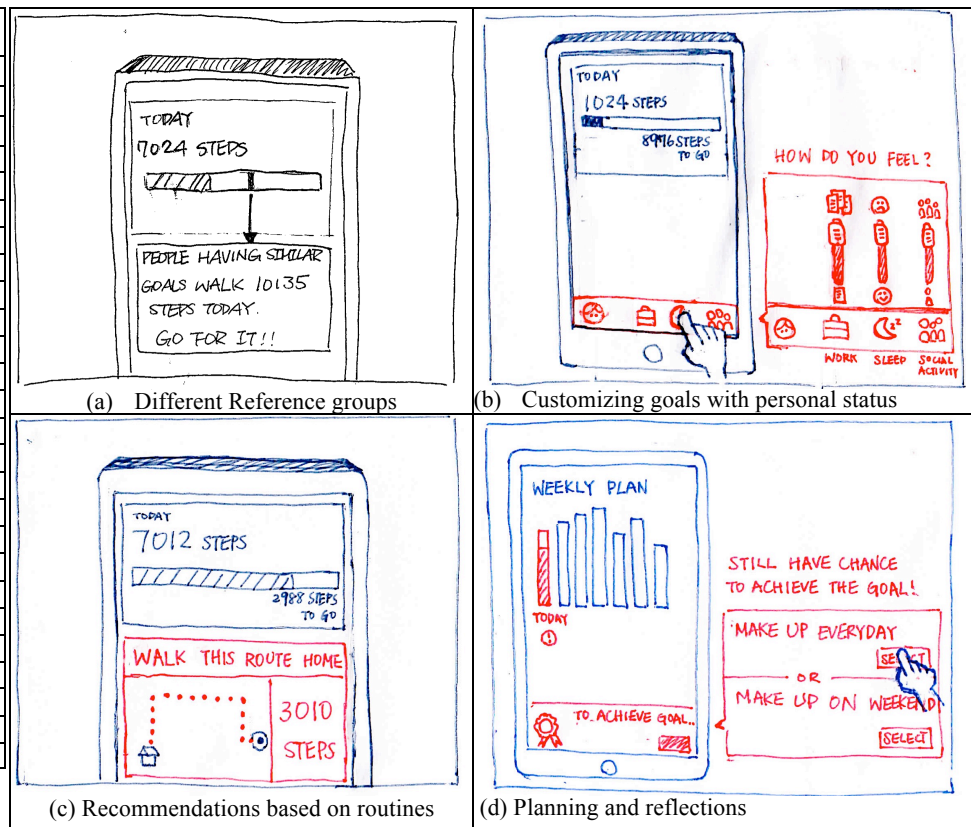 TODAY
7024 STEPS
PEOPLE HAVING SIMILAR
GOALS WALK 10135
STEPS TODAY.
GO FOR IT!!
(a) Different Reference groups
TODAY
1024 STEPS
8976 STEPS
TO GO
HOW DO YOU FEEL?
WORK
SLEEP
SOCIAL
ACTIVITY
(b) Customizing goals with personal status
TODAY
7012 STEPS
2988 STEPS
TO GO
WALK THIS ROUTE HOME
3010
STEPS
(c) Recommendations based on routines
WEEKLY PLAN
TODAY
TO ACHIEVE GOAL..
STILL HAVE CHANCE
TO ACHIEVE THE GOAL!
MAKE UP EVERYDAY
SELECT
OR
MAKE UP ON WEEKEND
SELECT
(d) Planning and reflections